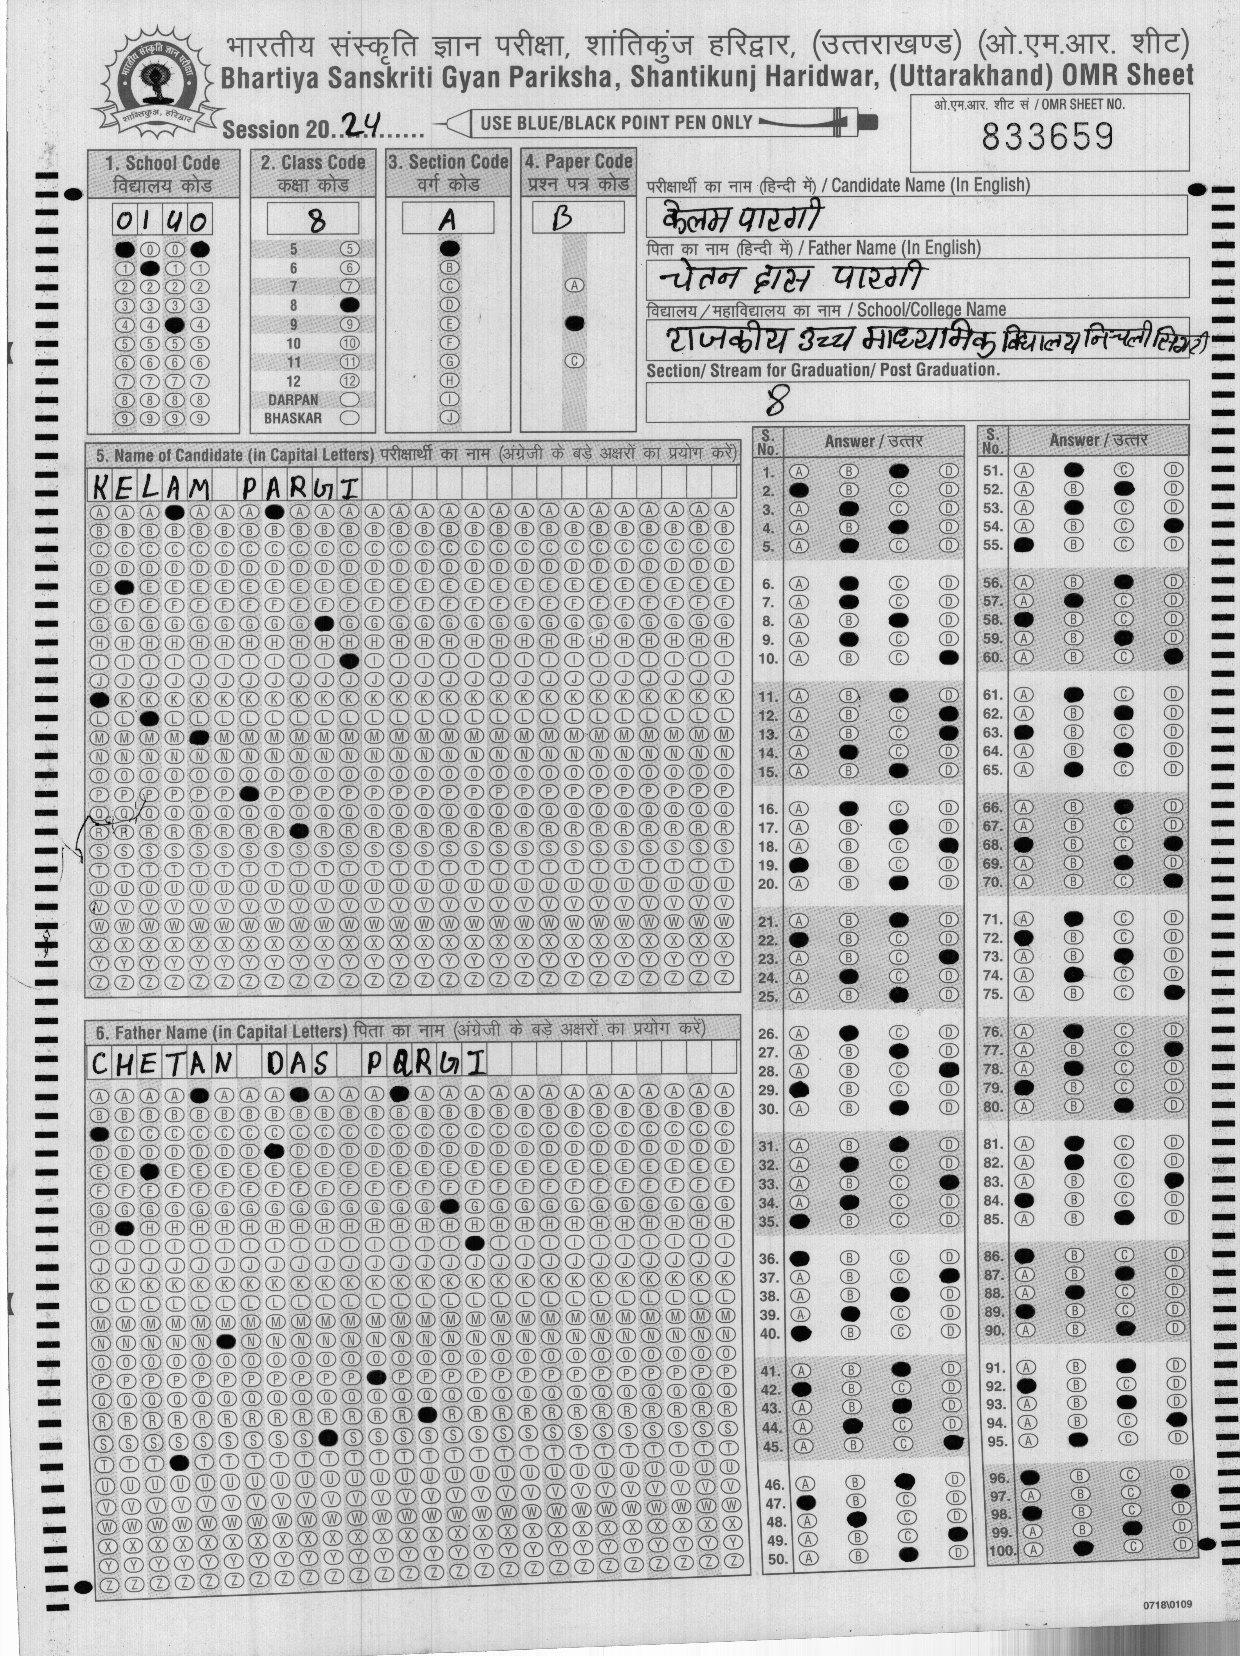 भारतीय संस्कृति ज्ञान परीक्षा, शांतिकुंज हरिद्वार, (उत्तराखण्ड) (ओ.एम.आर. शीट)
Bhartiya Sanskriti Gyan Pariksha, Shantikunj Haridwar, (Uttarakhand) OMR Sheet
Session 20..24............
USE BLUE/BLACK POINT PEN ONLY
ओ.एम.आर. शीट सं / OMR SHEET NO.
833659
1. School Code
विद्यालय कोड
0140
2. Class Code
कक्षा कोड
8
5
6
7
8
9
10
11
12
DARPAN
BHASKAR
3. Section Code
वर्ग कोड
A
4. Paper Code
प्रश्न पत्र कोड
B
परीक्षार्थी का नाम (हिन्दी में) / Candidate Name (In English)
केलम पारगी
पिता का नाम (हिन्दी में) / Father Name (In English)
चेतन दास पारगी
विद्यालय / महाविद्यालय का नाम / School/College Name
राजकीय उच्च माध्यमिक विद्यालय निचली
Section/ Stream for Graduation/ Post Graduation.
8
5. Name of Candidate (in Capital Letters) परीक्षार्थी का नाम (अंग्रेजी के बड़े अक्षरों का प्रयोग करें)
KELAM PARGI
6. Father Name (in Capital Letters) पिता का नाम (अंग्रेजी के बड़े अक्षरों का प्रयोग करें)
CHETAN DAS PARGI
S. No. Answer / उत्तर
S. No. Answer / उत्तर
0718\0109